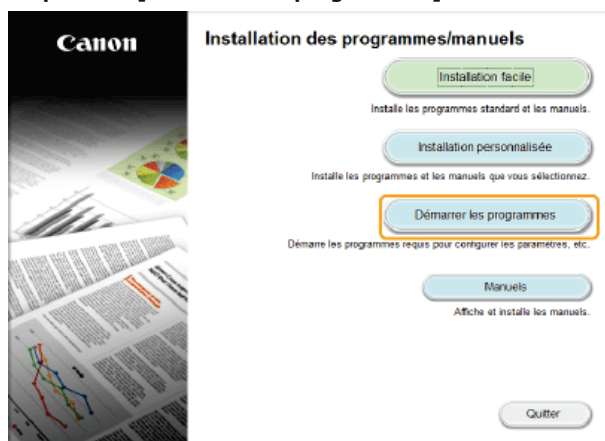 Canon
Installation des programmes/manuels
Installation facile
Installe les programmes standard et les manuels.
Installation personnalisée
Installe les programmes et les manuels que vous sélectionnez.
Démarrer les programmes
Démarre les programmes requis pour configurer les paramètres, etc.
Manuels
Affiche et installe les manuels.
Quitter